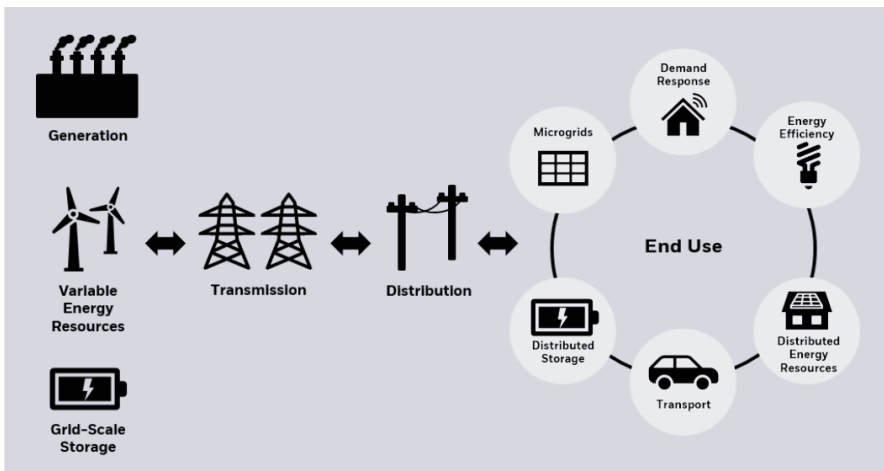 Generation
Variable
Energy
Resources
Grid-Scale
Storage
Transmission
Distribution
End Use
Demand
Response
Energy
Efficiency
Distributed
Energy
Resources
Transport
Distributed
Storage
Microgrids